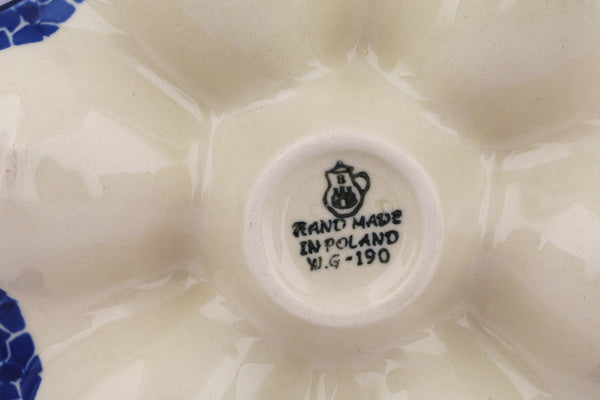 B
HAND MADE
IN POLAND
W.G-190